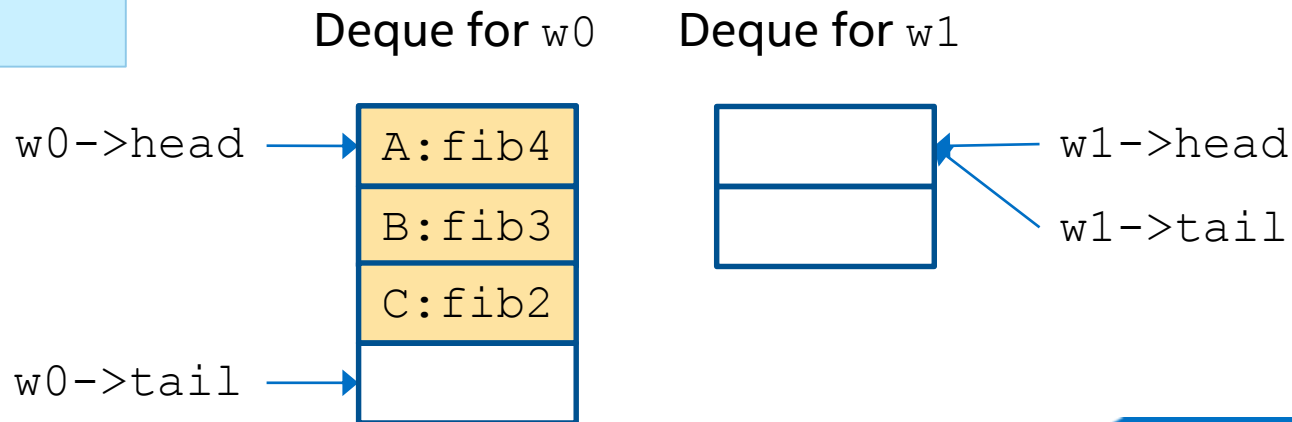 Deque for w0 Deque for w1
w0->head A:fib4 w1->head
B:fib3 w1->tail
C:fib2
w0->tail